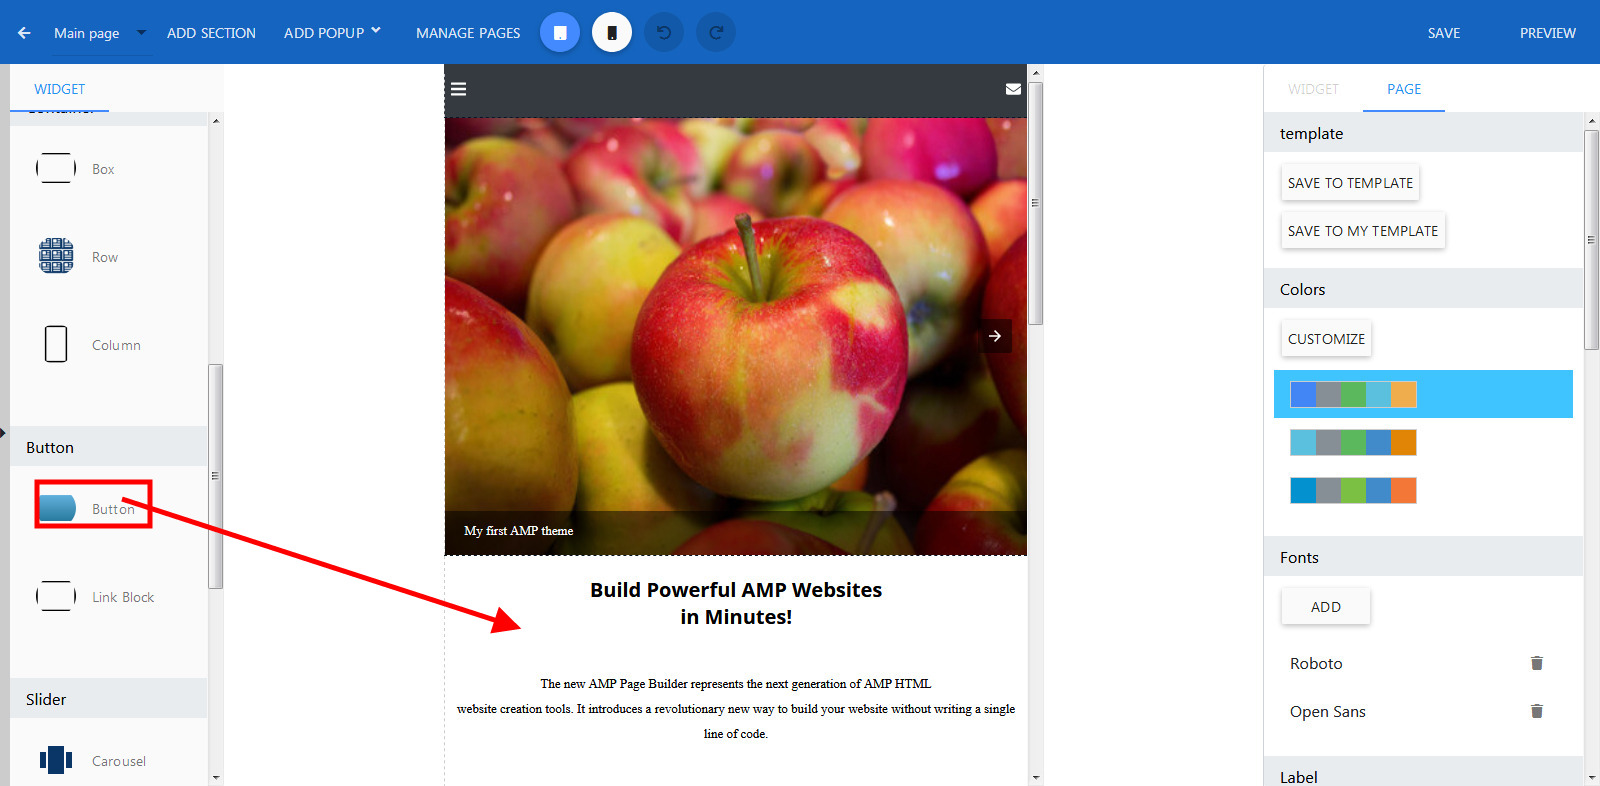 Main page
ADD SECTION
ADD POPUP
MANAGE PAGES
SAVE
PREVIEW
WIDGET
Container
Box
Row
Column
Button
Button
Link Block
Slider
Carousel
My first AMP theme
Build Powerful AMP Websites
in Minutes!
The new AMP Page Builder represents the next generation of AMP HTML
website creation tools. It introduces a revolutionary new way to build your website without writing a single
line of code.
WIDGET
PAGE
template
SAVE TO TEMPLATE
SAVE TO MY TEMPLATE
Colors
CUSTOMIZE
Fonts
ADD
Roboto
Open Sans
Label